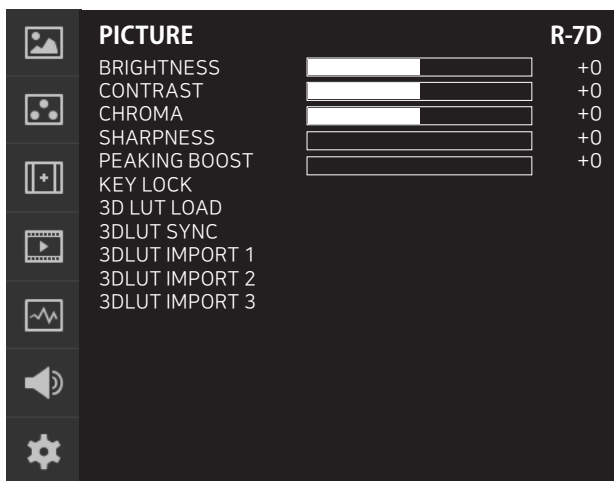 PICTURE R-7D
BRIGHTNESS +0
CONTRAST +0
CHROMA +0
SHARPNESS +0
PEAKING BOOST +0
KEY LOCK
3D LUT LOAD
3DLUT SYNC
3DLUT IMPORT 1
3DLUT IMPORT 2
3DLUT IMPORT 3